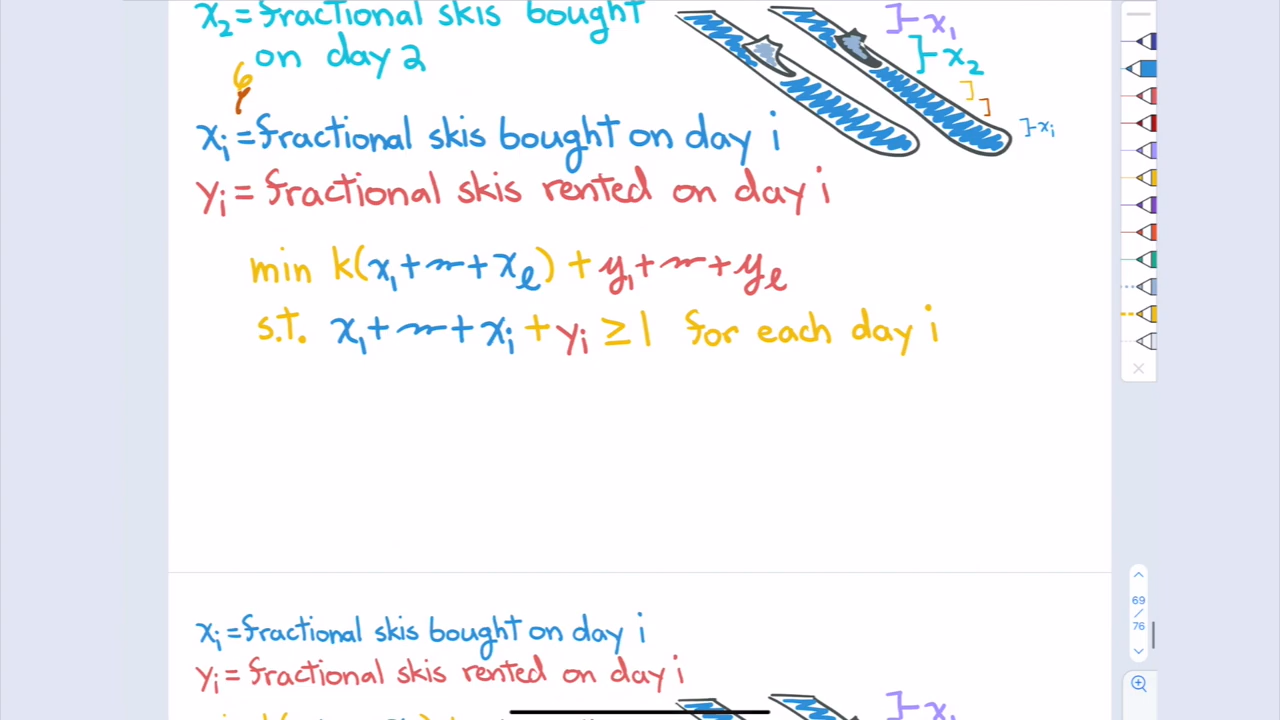 x₂ = fractional skis bought
on day 2
xᵢ = fractional skis bought on day i
yᵢ = fractional skis rented on day i
min k(x₁ + ⋯ + xₗ) + y₁ + ⋯ + yₗ
s.t. x₁ + ⋯ + xᵢ + yᵢ ≥ 1 for each day i
]- x₁
]- x₂
]- xᵢ
69
/
76
xᵢ = fractional skis bought on day i
yᵢ = fractional skis rented on day i
]- x₁